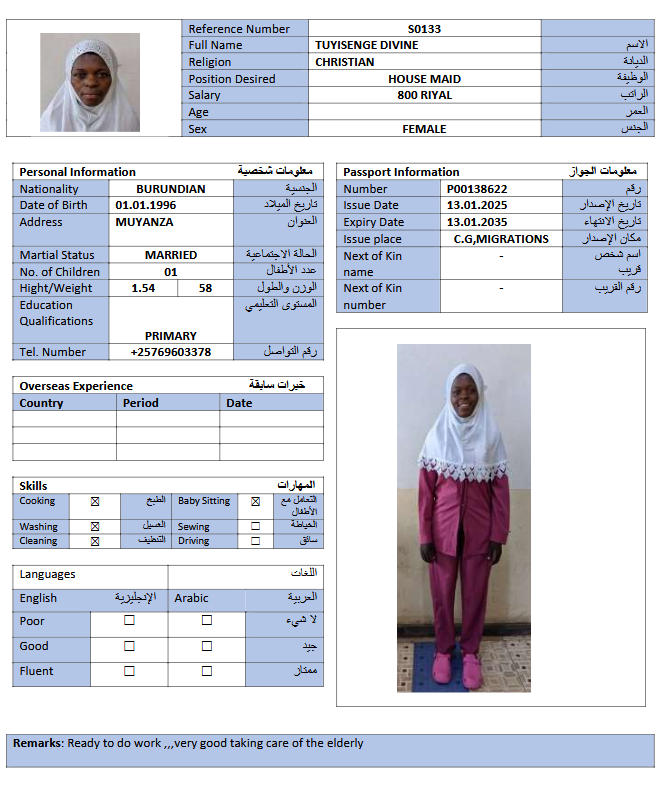 Reference Number S0133
Full Name TUYISENGE DIVINE الاسم
Religion CHRISTIAN الديانة
Position Desired HOUSE MAID الوظيفة
Salary 800 RIYAL الراتب
Age العمر
Sex FEMALE الجنس
Personal Information معلومات شخصية
Nationality BURUNDIAN الجنسية
Date of Birth 01.01.1996 تاريخ الميلاد
Address MUYANZA العنوان
Martial Status MARRIED الحالة الاجتماعية
No. of Children 01 عدد الأطفال
Hight/Weight 1.54 58 الوزن والطول
Education المستوى التعليمي
Qualifications
PRIMARY
Tel. Number +25769603378 رقم التواصل
Passport Information معلومات الجواز
Number P00138622 رقم
Issue Date 13.01.2025 تاريخ الإصدار
Expiry Date 13.01.2035 تاريخ الانتهاء
Issue place C.G,MIGRATIONS مكان الإصدار
Next of Kin - اسم شخص
name قريب
Next of Kin - رقم القريب
number
Overseas Experience خبرات سابقة
Country Period Date
Skills المهارات
Cooking ☒ الطبخ Baby Sitting ☒ التعامل مع
الأطفال
Washing ☒ الغسيل Sewing ☐ الخياطة
Cleaning ☒ التنظيف Driving ☐ سائق
Languages اللغات
English الإنجليزية Arabic العربية
Poor ☐ ☐ لا شيء
Good ☐ ☐ جيد
Fluent ☐ ☐ ممتاز
Remarks: Ready to do work ,,,very good taking care of the elderly